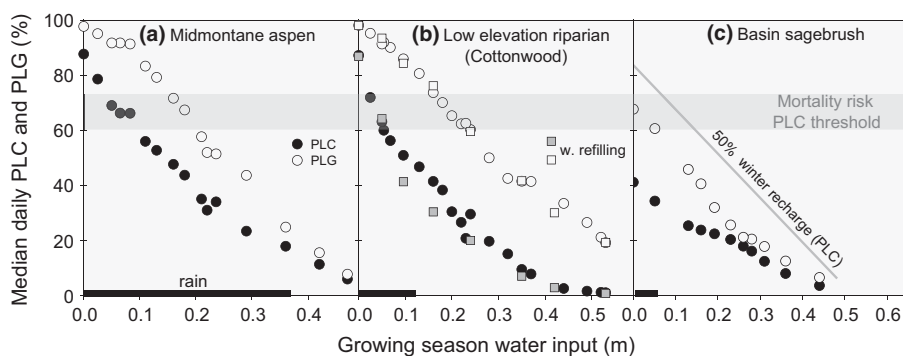 Median daily PLC and PLG (%)
100
80
60
40
20
0
(a) Midmontane aspen
PLC
PLG
rain
0.0 0.1 0.2 0.3 0.4
(b) Low elevation riparian
(Cottonwood)
w. refilling
0.0 0.1 0.2 0.3 0.4 0.5
(c) Basin sagebrush
Mortality risk
PLC threshold
50% winter recharge (PLC)
0.0 0.1 0.2 0.3 0.4 0.5 0.6
Growing season water input (m)